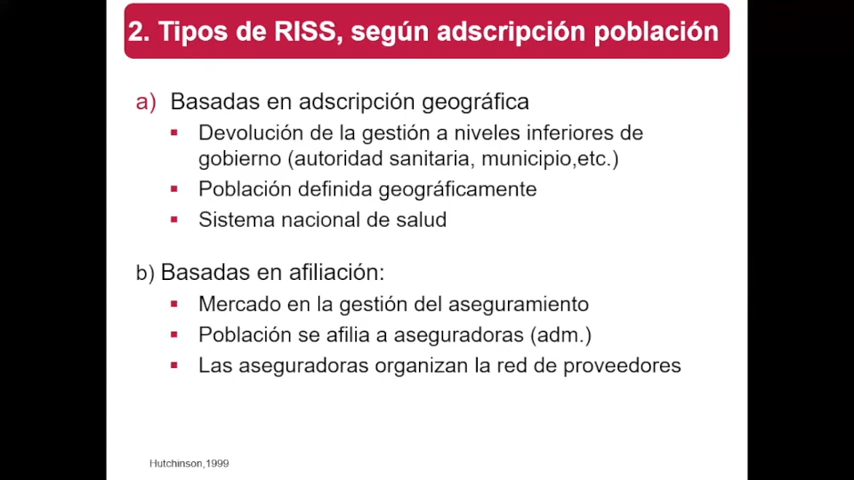 2. Tipos de RISS, según adscripción población
a) Basadas en adscripción geográfica
▪ Devolución de la gestión a niveles inferiores de
gobierno (autoridad sanitaria, municipio,etc.)
▪ Población definida geográficamente
▪ Sistema nacional de salud
b) Basadas en afiliación:
▪ Mercado en la gestión del aseguramiento
▪ Población se afilia a aseguradoras (adm.)
▪ Las aseguradoras organizan la red de proveedores
Hutchinson,1999